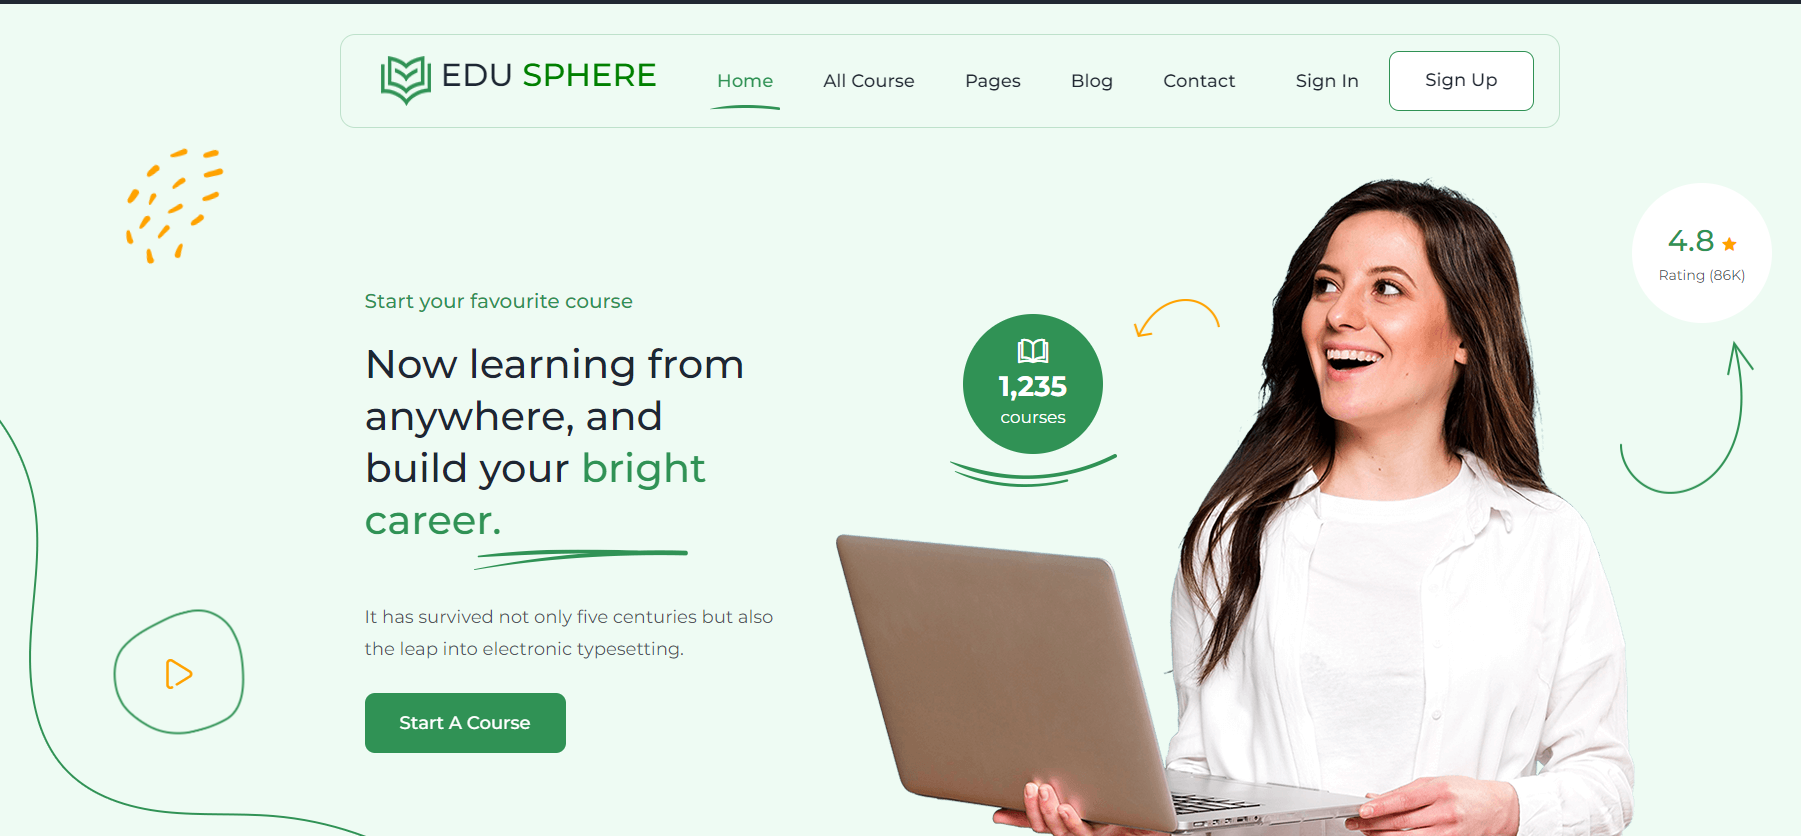 EDU SPHERE
Home All Course Pages Blog Contact Sign In Sign Up
4.8
Rating (86K)
Start your favourite course
Now learning from
anywhere, and
build your bright
career.
1,235
courses
It has survived not only five centuries but also
the leap into electronic typesetting.
Start A Course